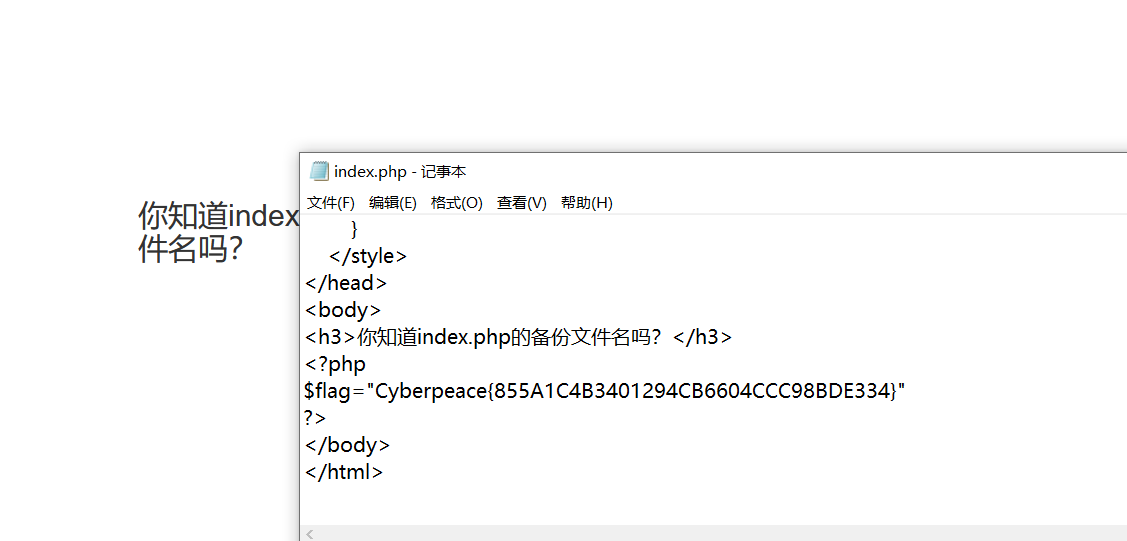 你知道index
件名吗？
index.php - 记事本
文件(F) 编辑(E) 格式(O) 查看(V) 帮助(H)
}
</style>
</head>
<body>
<h3>你知道index.php的备份文件名吗？</h3>
<?php
$flag="Cyberpeace{855A1C4B3401294CB6604CCC98BDE334}"
?>
</body>
</html>